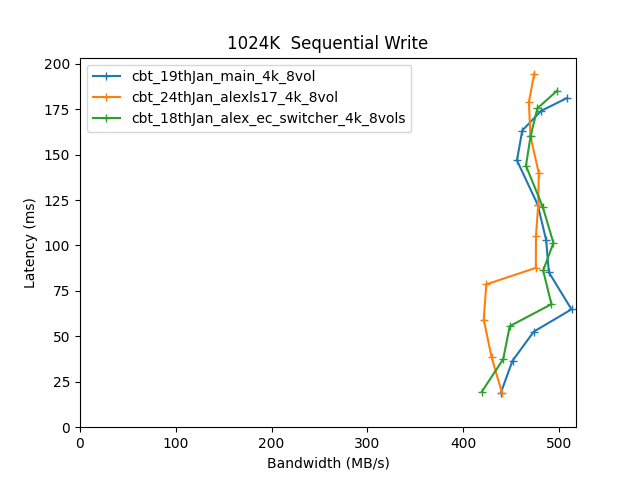 1024K  Sequential Write
cbt_19thJan_main_4k_8vol
cbt_24thJan_alexls17_4k_8vol
cbt_18thJan_alex_ec_switcher_4k_8vols
200
175
150
125
100
75
50
25
0
Latency (ms)
0 100 200 300 400 500
Bandwidth (MB/s)